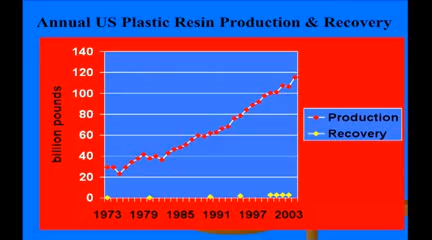 Annual US Plastic Resin Production & Recovery
140
120
100
80
60
40
20
0
billion pounds
1973 1979 1985 1991 1997 2003
Production
Recovery